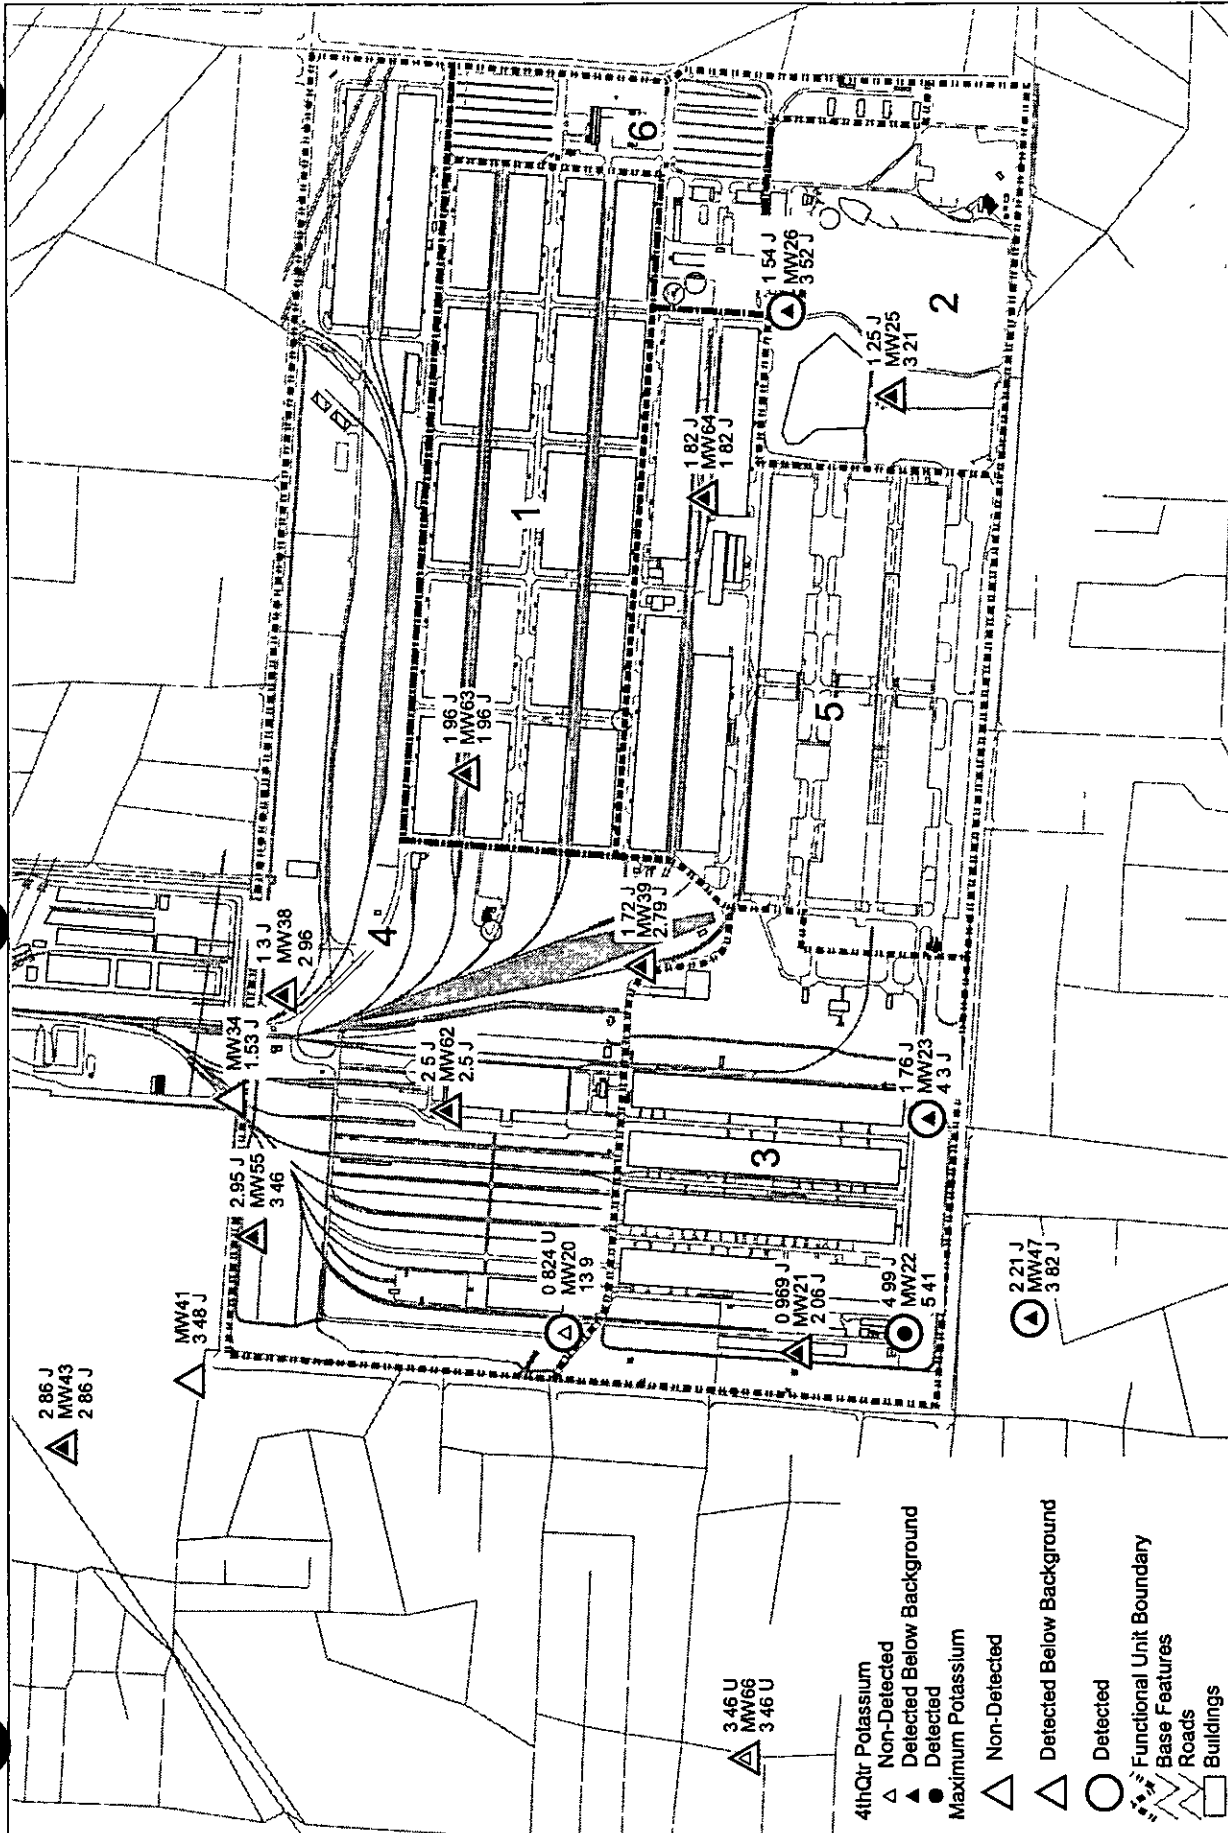 2 86 J
MW43
2 86 J
MW41
3 48 J
2.95 J
MW55
3 46
MW34
1.53 J
1 3 J
MW38
2 96
4
2 5 J
MW62
2.5 J
1 96 J
MW63
1 96 J
1
6
1 72 J
MW39
2.79 J
1 82 J
MW64
1 82 J
1 54 J
MW26
3 52 J
1 25 J
MW25
3 21
2
5
0 824 U
MW20
13 9
3
1 76 J
MW23
4 3 J
0 969 J
MW21
2 06 J
4 99 J
MW22
5 41
2 21 J
MW47
3 82 J
3 46 U
MW66
3 46 U
4thQtr Potassium
Non-Detected
Detected Below Background
Detected
Maximum Potassium
Non-Detected
Detected Below Background
Detected
Functional Unit Boundary
Base Features
Roads
Buildings